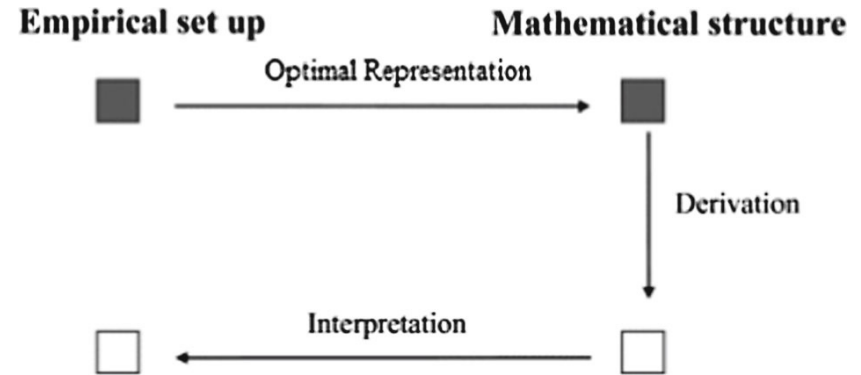 Empirical set up
Mathematical structure
Optimal Representation
Derivation
Interpretation